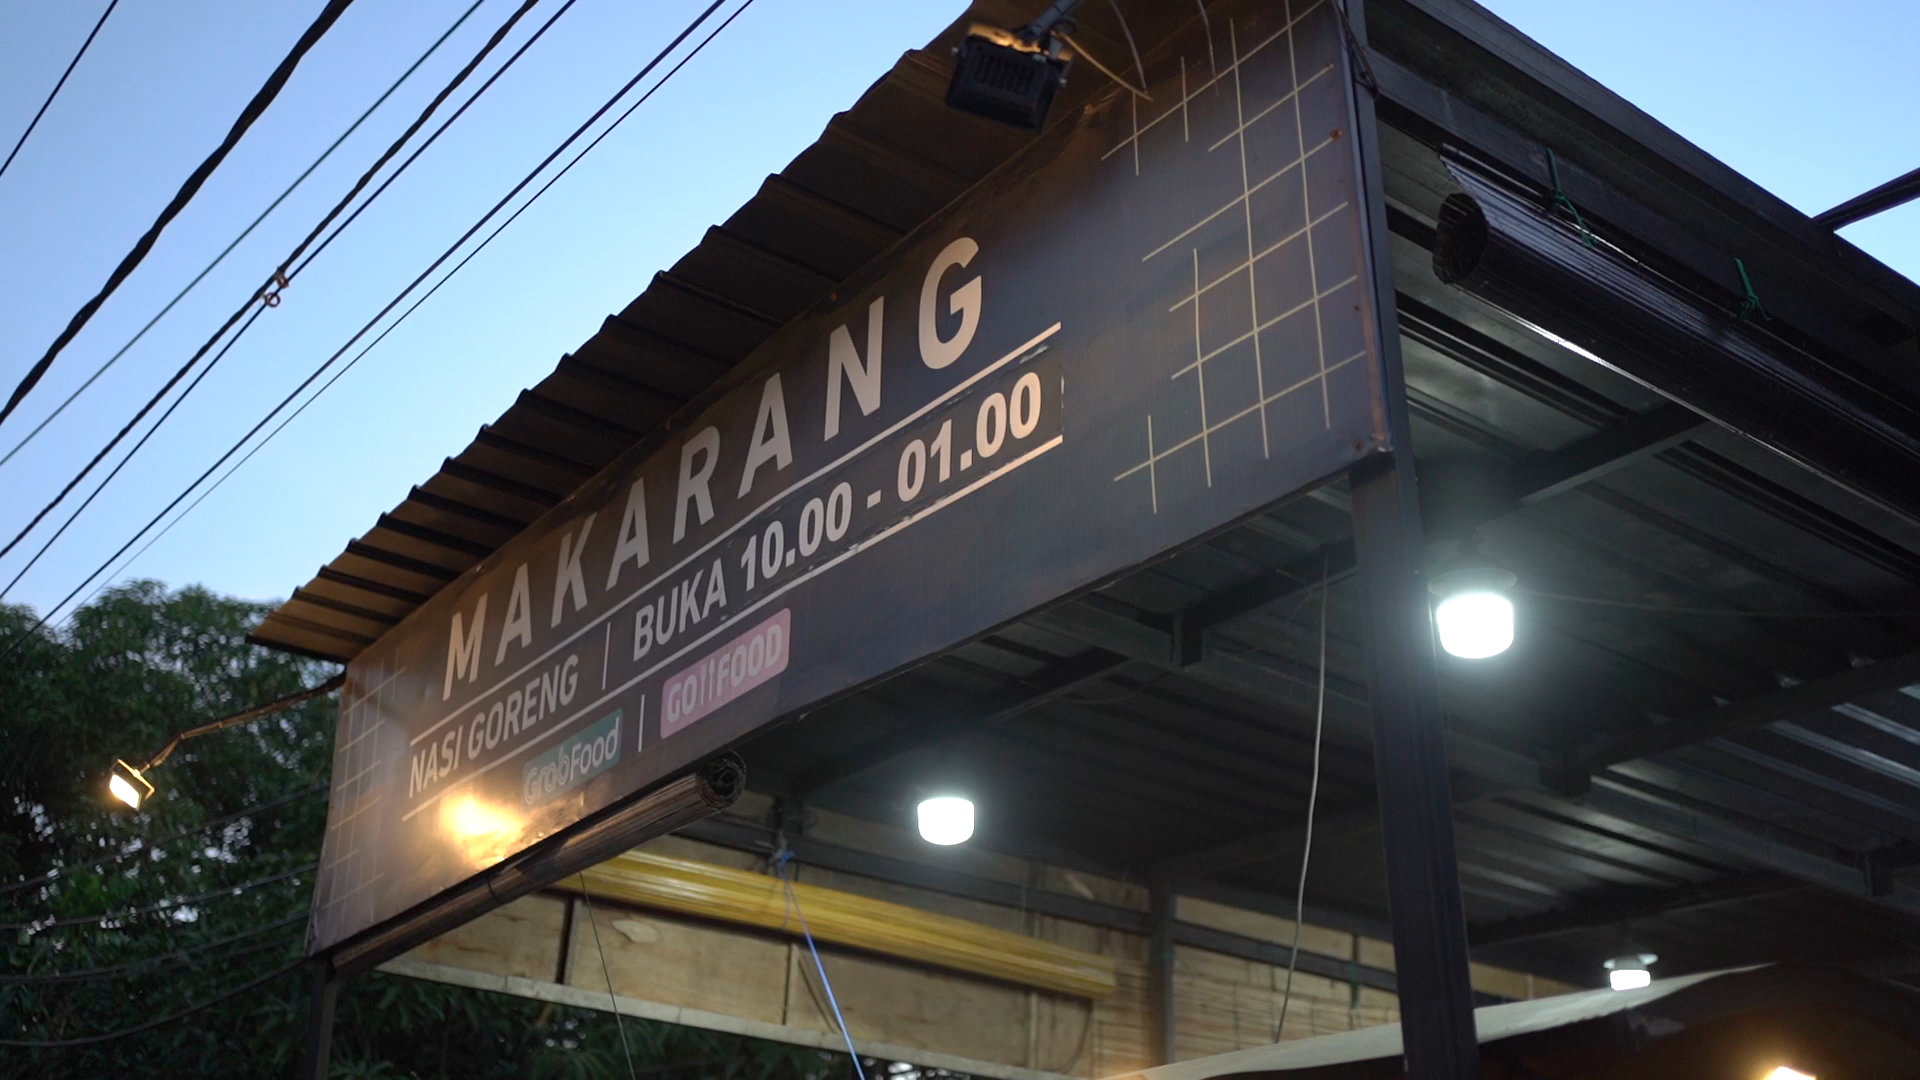 MAKARANG
NASI GORENG | BUKA 10.00 - 01.00
GrabFood | GOFOOD